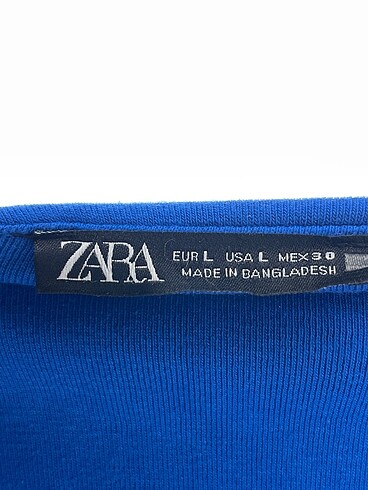 ZARA
EUR L USA L MEX 30
MADE IN BANGLADESH